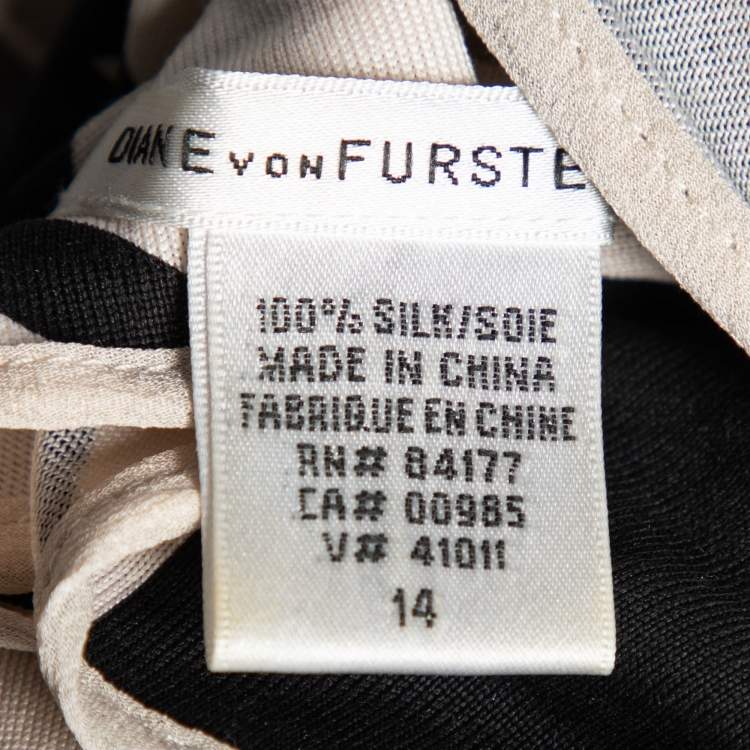 DIANE VON FURSTE
100% SILK/SOIE
MADE IN CHINA
FABRIQUE EN CHINE
RN# 84177
CA# 00985
V# 41011
14